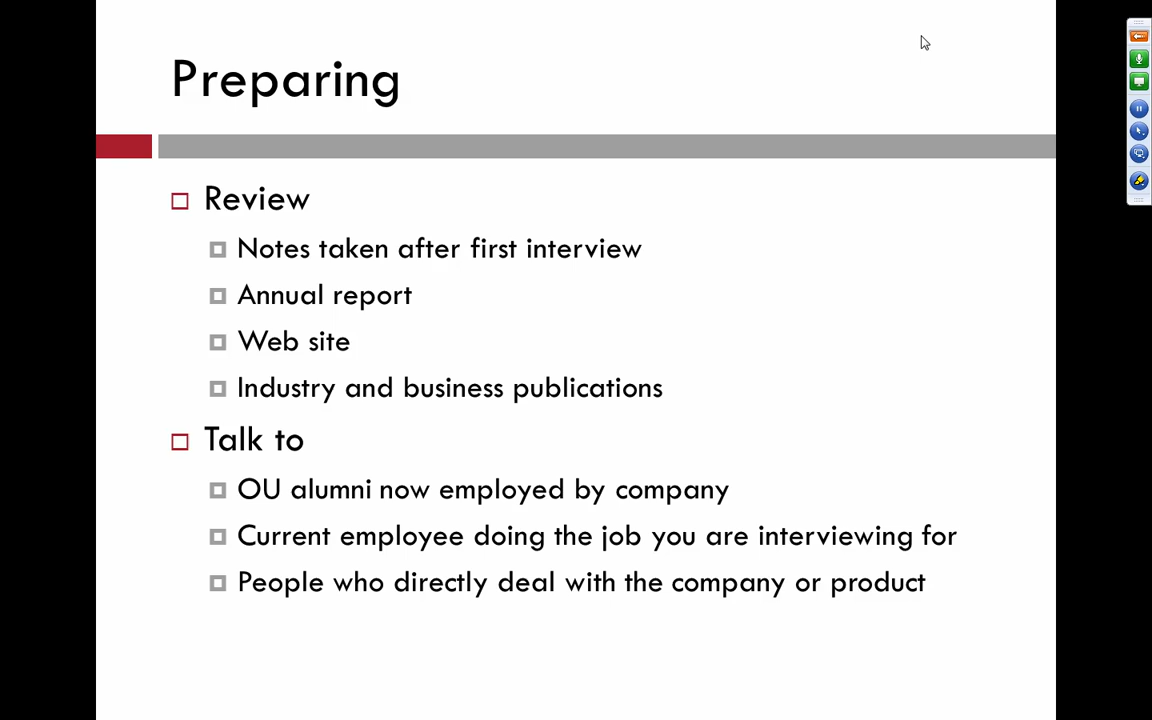 Preparing
Review
Notes taken after first interview
Annual report
Web site
Industry and business publications
Talk to
OU alumni now employed by company
Current employee doing the job you are interviewing for
People who directly deal with the company or product